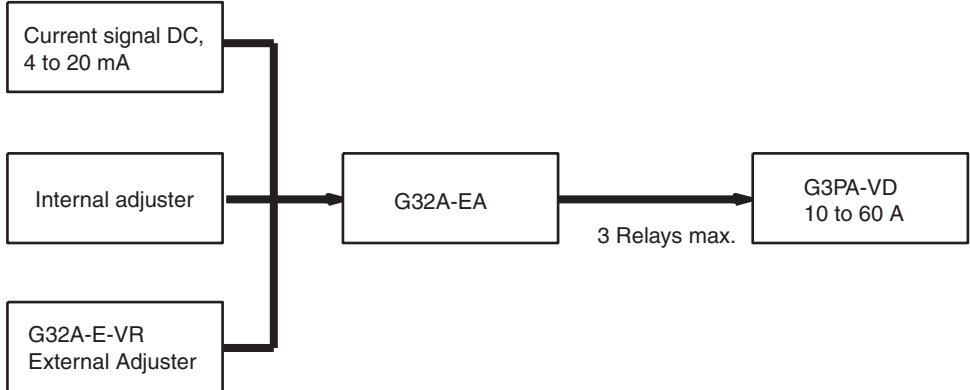 Current signal DC,
4 to 20 mA
Internal adjuster
G32A-E-VR
External Adjuster
G32A-EA
3 Relays max.
G3PA-VD
10 to 60 A